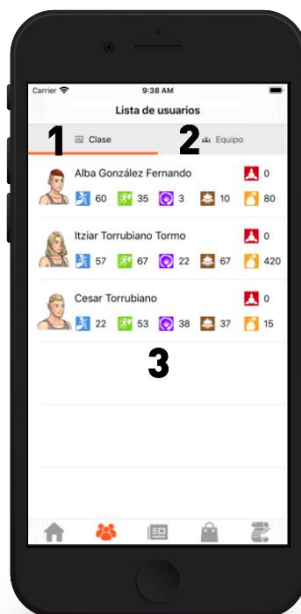 Carrier 9:38 AM
Lista de usuarios
1 Clase 2 Equipo
Alba González Fernando 0
60 35 3 10 80
Itziar Torrubiano Tormo 0
57 67 22 67 420
Cesar Torrubiano 0
22 53 38 37 15
3